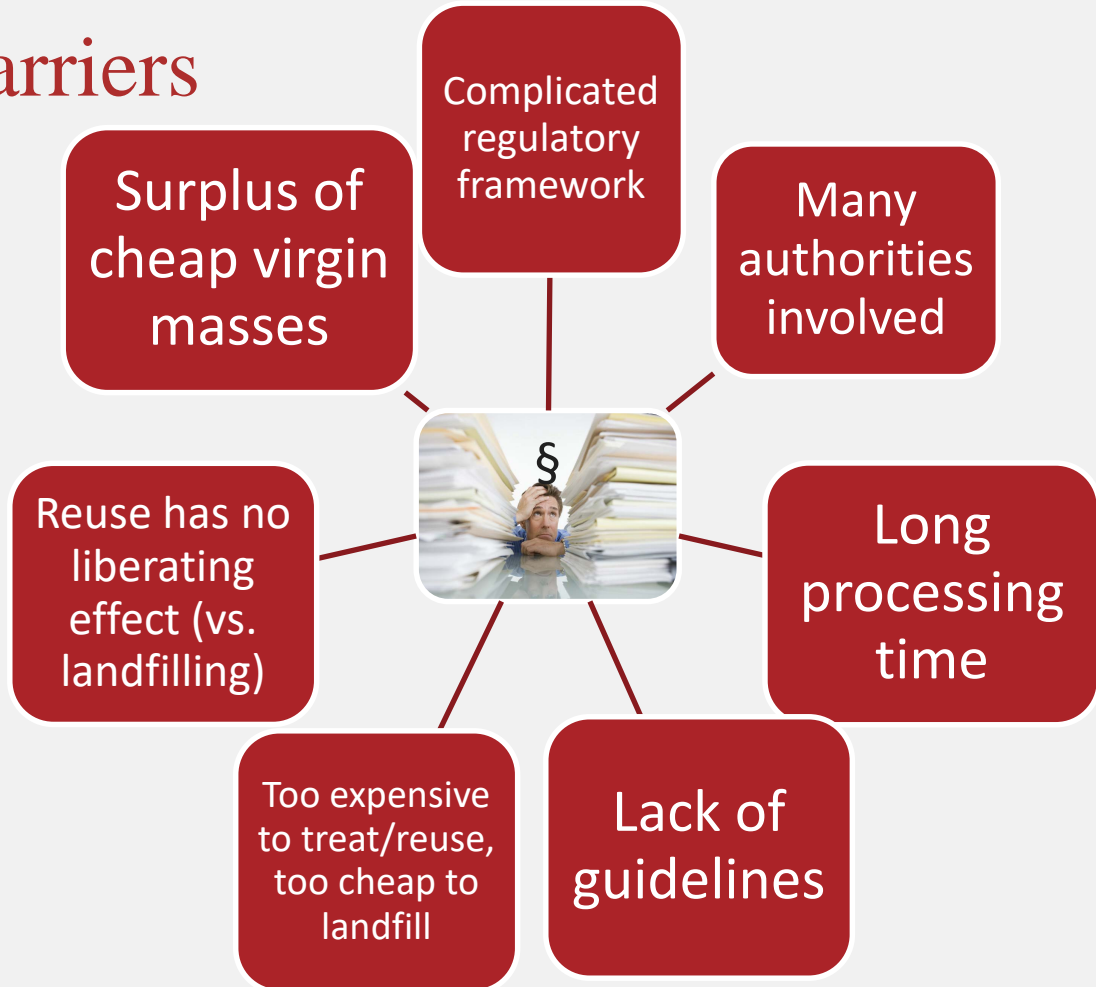 arriers
Complicated
regulatory
framework
Many
authorities
involved
Long
processing
time
Lack of
guidelines
Too expensive
to treat/reuse,
too cheap to
landfill
Reuse has no
liberating
effect (vs.
landfilling)
Surplus of
cheap virgin
masses
§